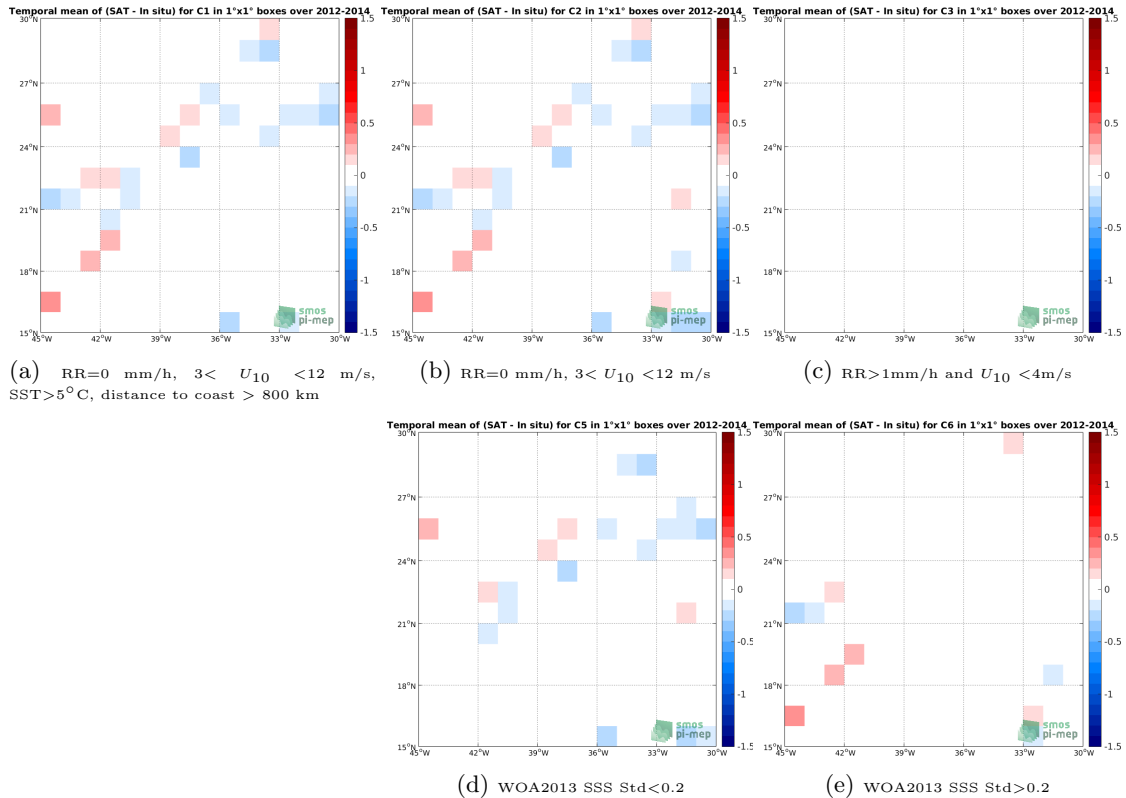 Temporal mean of (SAT - In situ) for C1 in 1°x1° boxes over 2012-2014
30°N
27°N
24°N
21°N
18°N
15°N
45°W 42°W 39°W 36°W 33°W 30°W
1.5
1
0.5
0
-0.5
-1
-1.5
smos
pi-mep
(a) RR=0 mm/h, 3< U10 <12 m/s,
SST>5°C, distance to coast > 800 km
Temporal mean of (SAT - In situ) for C2 in 1°x1° boxes over 2012-2014
30°N
27°N
24°N
21°N
18°N
15°N
45°W 42°W 39°W 36°W 33°W 30°W
1.5
1
0.5
0
-0.5
-1
-1.5
smos
pi-mep
(b) RR=0 mm/h, 3< U10 <12 m/s
Temporal mean of (SAT - In situ) for C3 in 1°x1° boxes over 2012-2014
30°N
27°N
24°N
21°N
18°N
15°N
45°W 42°W 39°W 36°W 33°W 30°W
1.5
1
0.5
0
-0.5
-1
-1.5
smos
pi-mep
(c) RR>1mm/h and U10 <4m/s
Temporal mean of (SAT - In situ) for C5 in 1°x1° boxes over 2012-2014
30°N
27°N
24°N
21°N
18°N
15°N
45°W 42°W 39°W 36°W 33°W 30°W
1.5
1
0.5
0
-0.5
-1
-1.5
smos
pi-mep
(d) WOA2013 SSS Std<0.2
Temporal mean of (SAT - In situ) for C6 in 1°x1° boxes over 2012-2014
30°N
27°N
24°N
21°N
18°N
15°N
45°W 42°W 39°W 36°W 33°W 30°W
1.5
1
0.5
0
-0.5
-1
-1.5
smos
pi-mep
(e) WOA2013 SSS Std>0.2